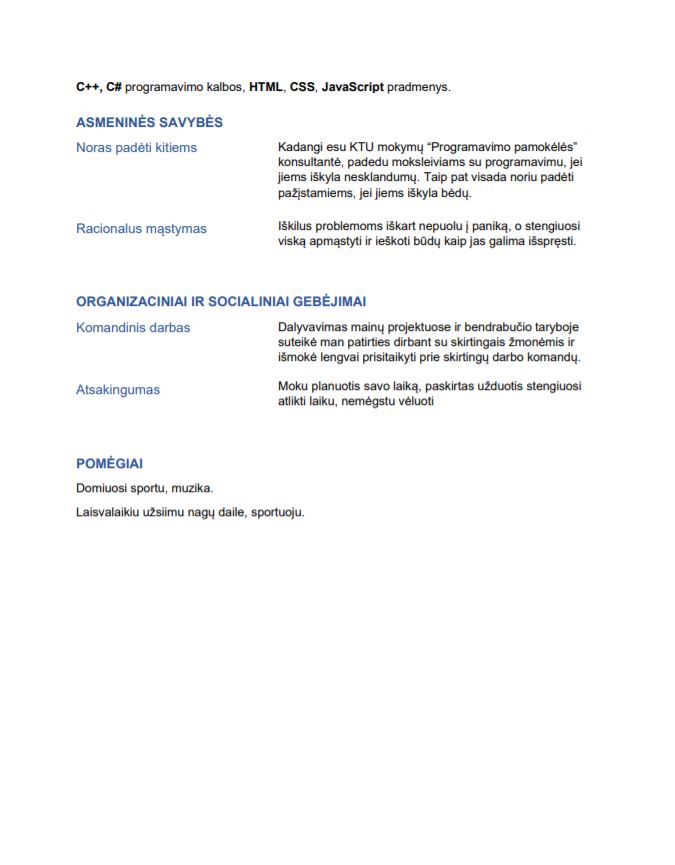 C++, C# programavimo kalbos, HTML, CSS, JavaScript pradmenys.
ASMENINĖS SAVYBĖS
Noras padėti kitiems
Kadangi esu KTU mokymų “Programavimo pamokėlės”
konsultantė, padedu moksleiviams su programavimu, jei
jiems iškyla nesklandumų. Taip pat visada noriu padėti
pažįstamiems, jei jiems iškyla bėdų.
Racionalus mąstymas
Iškilus problemoms iškart nepuolu į paniką, o stengiuosi
viską apmąstyti ir ieškoti būdų kaip jas galima išspręsti.
ORGANIZACINIAI IR SOCIALINIAI GEBĖJIMAI
Komandinis darbas
Dalyvavimas mainų projektuose ir bendrabučio taryboje
suteikė man patirties dirbant su skirtingais žmonėmis ir
išmokė lengvai prisitaikyti prie skirtingų darbo komandų.
Atsakingumas
Moku planuotis savo laiką, paskirtas užduotis stengiuosi
atlikti laiku, nemėgstu vėluoti
POMĖGIAI
Domiuosi sportu, muzika.
Laisvalaikiu užsiimu nagų daile, sportuoju.